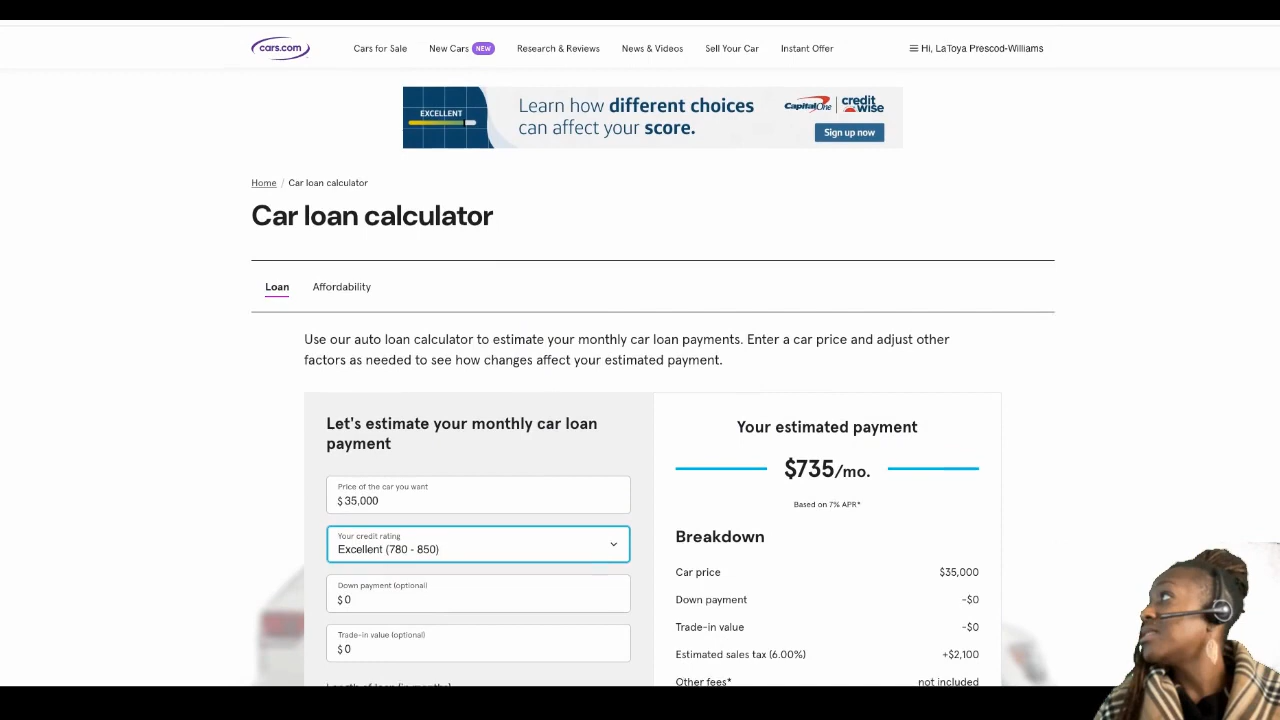 cars.com
Cars for Sale
New Cars NEW
Research & Reviews
News & Videos
Sell Your Car
Instant Offer
Hi, LaToya Prescod-Williams
EXCELLENT
Learn how different choices
can affect your score.
Capital One credit wise
Sign up now
Home / Car loan calculator
Car loan calculator
Loan
Affordability
Use our auto loan calculator to estimate your monthly car loan payments. Enter a car price and adjust other
factors as needed to see how changes affect your estimated payment.
Let's estimate your monthly car loan
payment
Price of the car you want
$ 35,000
Your credit rating
Excellent (780 - 850)
Down payment (optional)
$ 0
Trade-in value (optional)
$ 0
Your estimated payment
$735/mo.
Based on 7% APR*
Breakdown
Car price $35,000
Down payment -$0
Trade-in value -$0
Estimated sales tax (6.00%) +$2,100
Other fees* not included